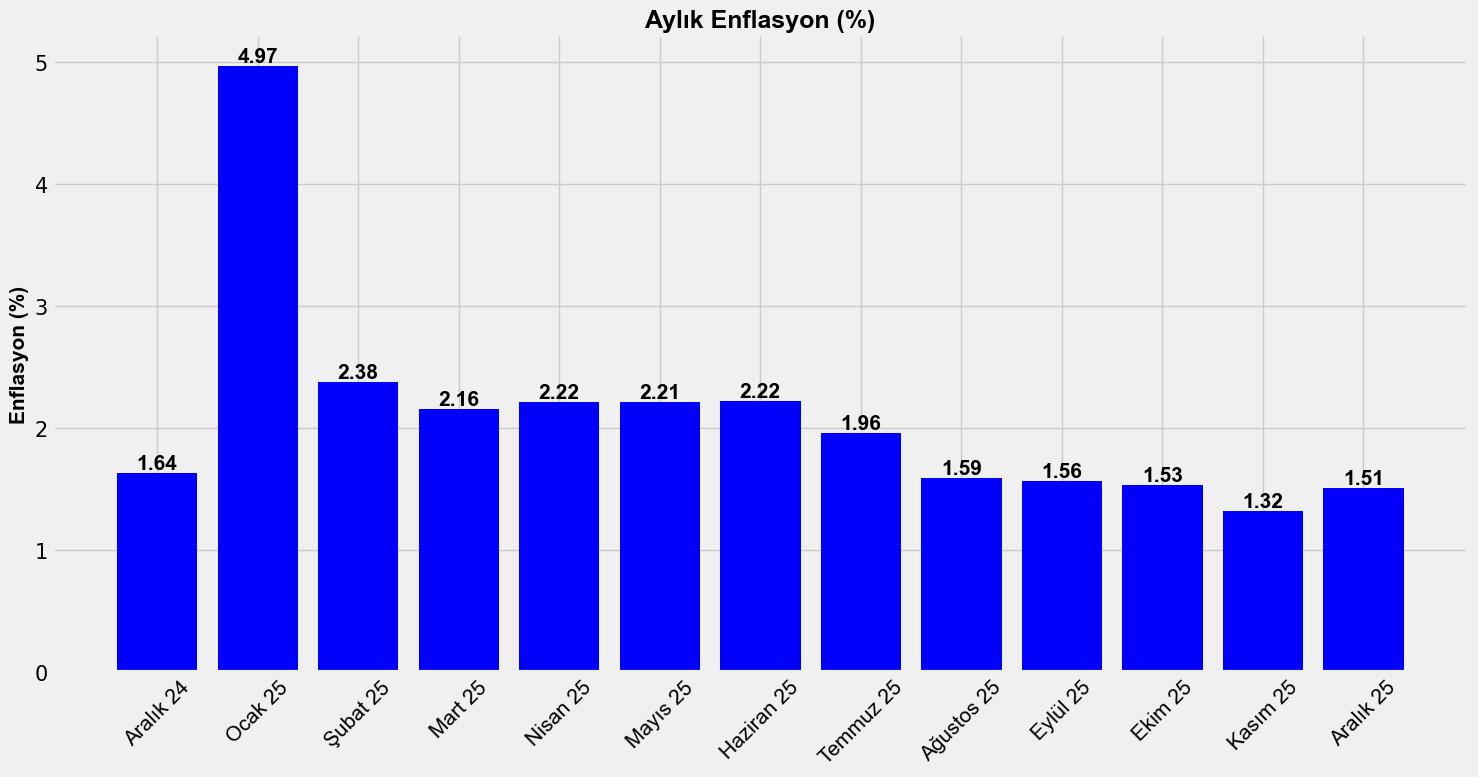 Aylık Enflasyon (%)
Enflasyon (%)
5
4
3
2
1
0
1.64
4.97
2.38
2.16
2.22
2.21
2.22
1.96
1.59
1.56
1.53
1.32
1.51
Aralık 24
Ocak 25
Şubat 25
Mart 25
Nisan 25
Mayıs 25
Haziran 25
Temmuz 25
Ağustos 25
Eylül 25
Ekim 25
Kasım 25
Aralık 25